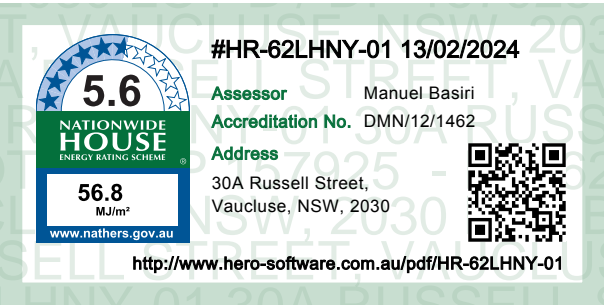 #HR-62LHNY-01 13/02/2024
5.6
NATIONWIDE
HOUSE
ENERGY RATING SCHEME ®
56.8
MJ/m²
www.nathers.gov.au
Assessor Manuel Basiri
Accreditation No. DMN/12/1462
Address
30A Russell Street,
Vaucluse, NSW, 2030
http://www.hero-software.com.au/pdf/HR-62LHNY-01